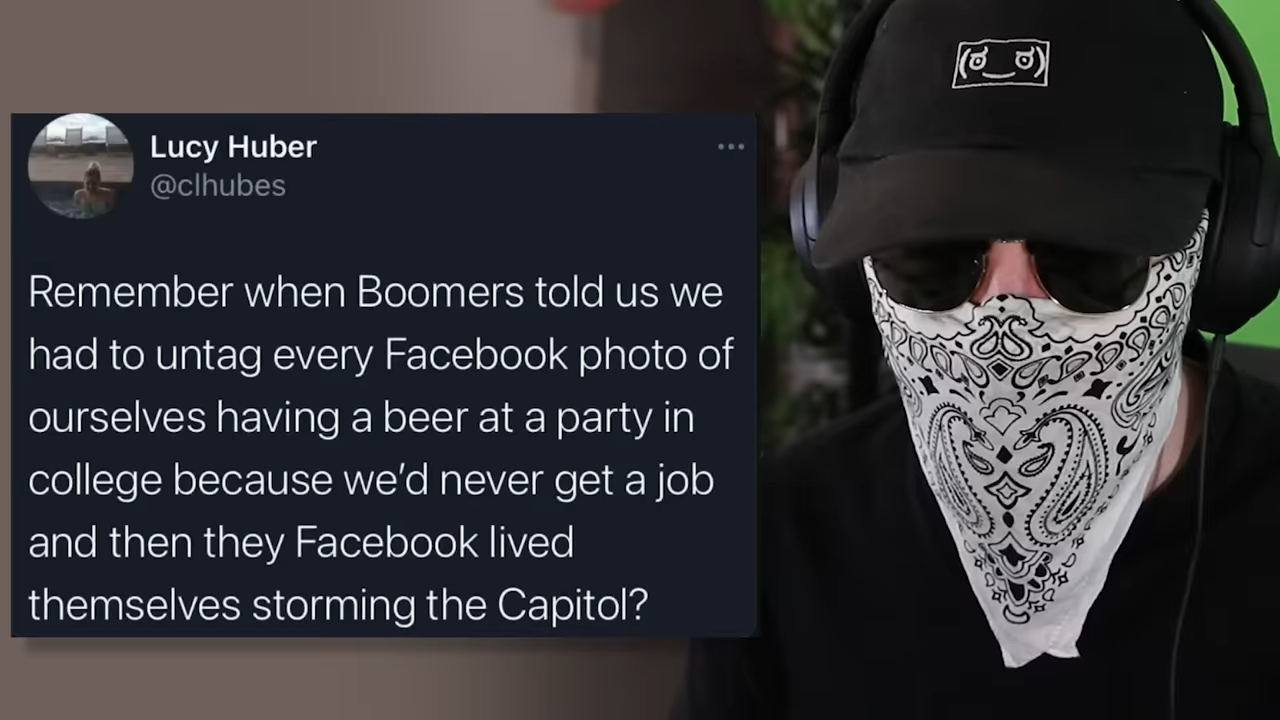 Lucy Huber
@clhubes
Remember when Boomers told us we
had to untag every Facebook photo of
ourselves having a beer at a party in
college because we'd never get a job
and then they Facebook lived
themselves storming the Capitol?